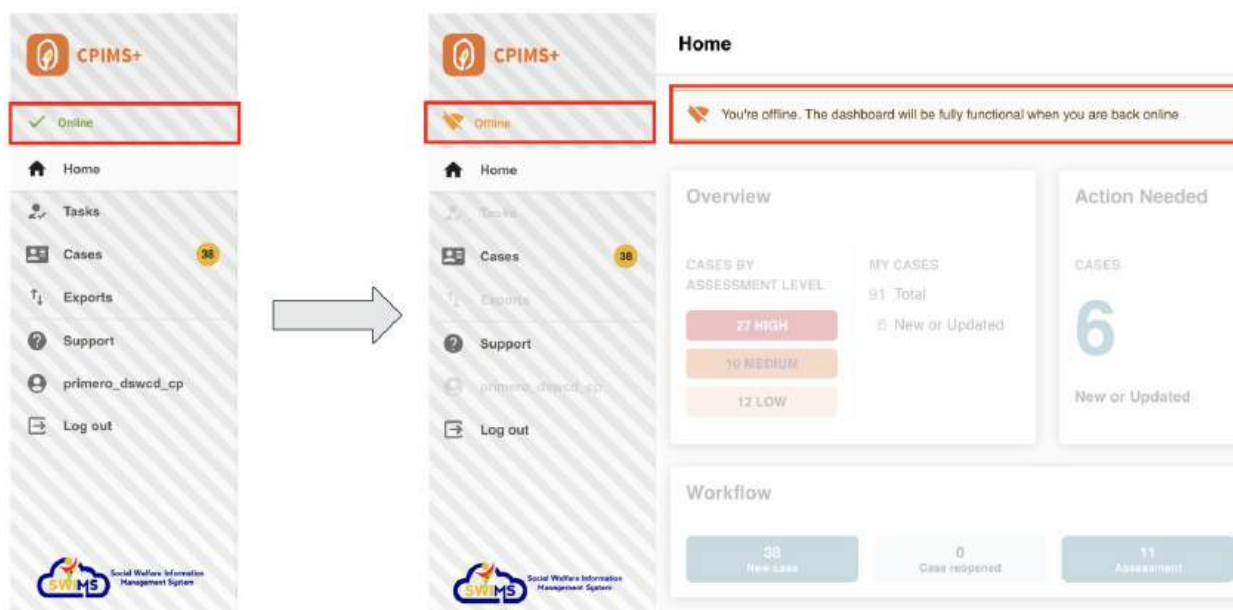 CPIMS+
Online
Home
Tasks
Cases 38
Exports
Support
primero_dswcd_cp
Log out
SWIMS Social Welfare Information
Management System
CPIMS+
Offline
Home
Tasks
Cases 38
Exports
Support
primero_dswcd_cp
Log out
SWIMS Social Welfare Information
Management System
Home
You're offline. The dashboard will be fully functional when you are back online
Overview
CASES BY
ASSESSMENT LEVEL
27 HIGH
10 MEDIUM
12 LOW
MY CASES
91 Total
6 New or Updated
Action Needed
CASES
6
New or Updated
Workflow
38
New case
0
Case reopened
11
Assessment